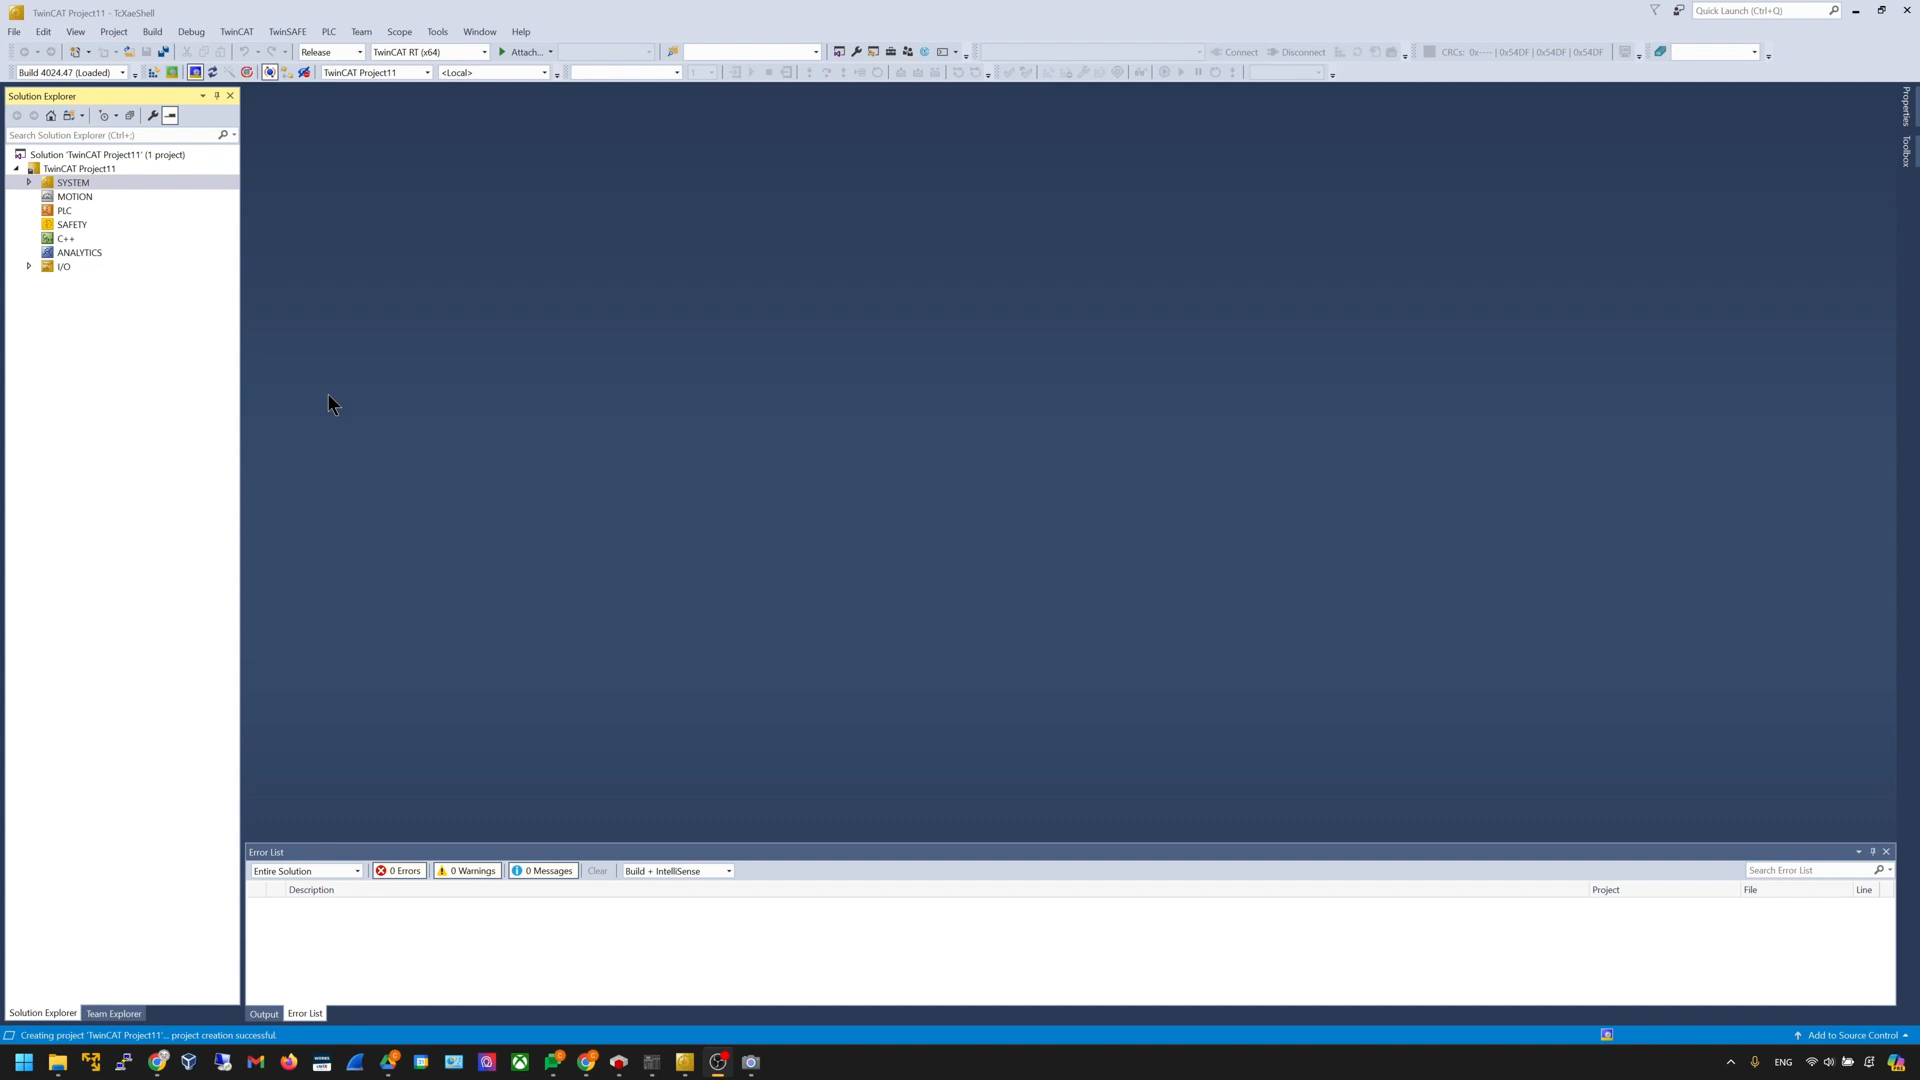 TwinCAT Project11 - TcXaeShell
Quick Launch (Ctrl+Q)
File Edit View Project Build Debug TwinCAT TwinSAFE PLC Team Scope Tools Window Help
Release TwinCAT RT (x64) Attach... Connect Disconnect CRCs: 0x---- | 0x54DF | 0x54DF | 0x54DF
Build 4024.47 (Loaded) TwinCAT Project11 <Local> 1
Solution Explorer
Search Solution Explorer (Ctrl+;)
Solution 'TwinCAT Project11' (1 project)
TwinCAT Project11
SYSTEM
MOTION
PLC
SAFETY
C++
ANALYTICS
I/O
Properties
Toolbox
Error List
Entire Solution 0 Errors 0 Warnings 0 Messages Clear Build + IntelliSense Search Error List
Description Project File Line
Solution Explorer Team Explorer Output Error List
Creating project 'TwinCAT Project11'... project creation successful. Add to Source Control
ENG